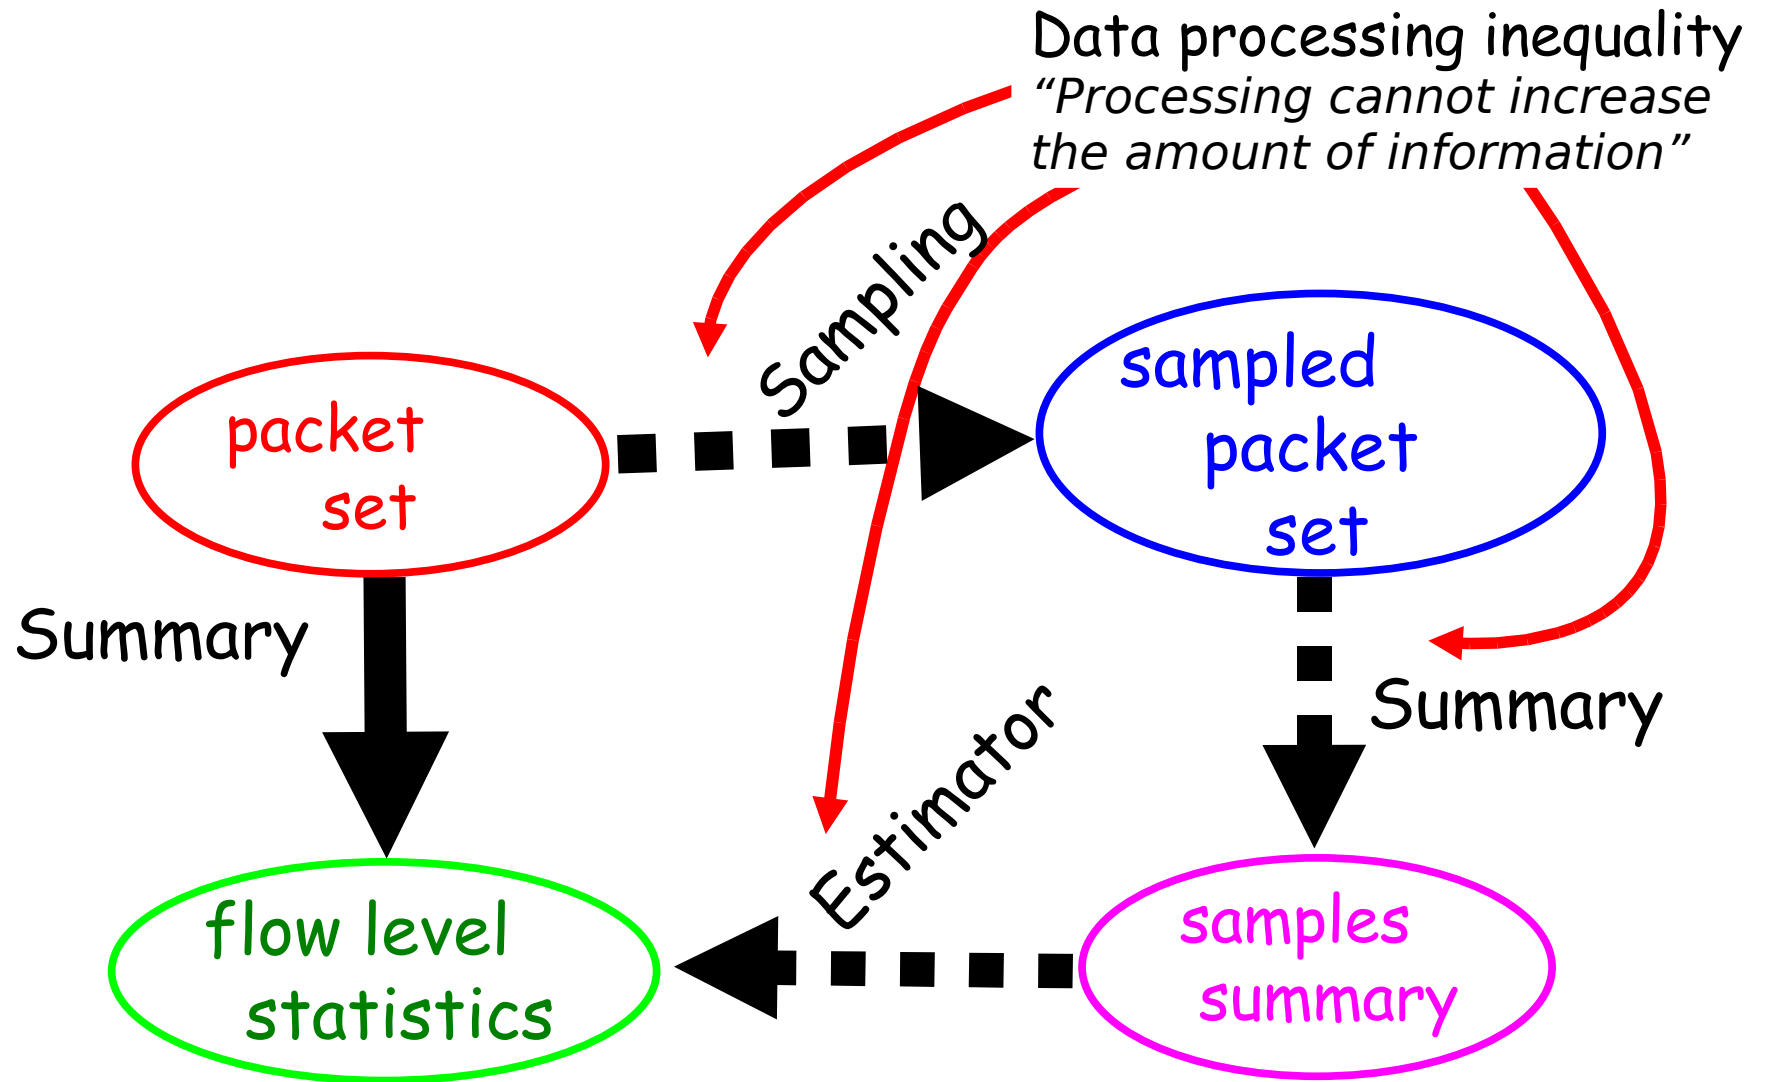 Data processing inequality
“Processing cannot increase
the amount of information”
Sampling
packet
set
sampled
packet
set
Summary
Summary
Estimator
flow level
statistics
samples
summary